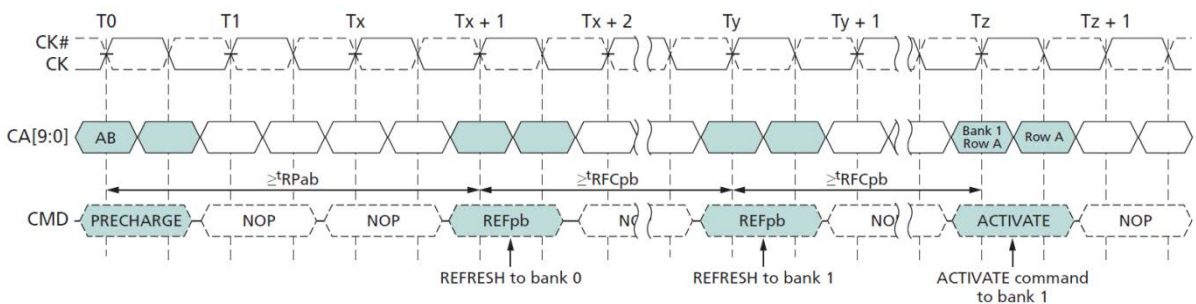 T0 T1 Tx Tx + 1 Tx + 2 Ty Ty + 1 Tz Tz + 1
CK#
CK
CA[9:0] AB Bank 1 Row A Row A
≥tRPab ≥tRFCpb ≥tRFCpb
CMD PRECHARGE NOP NOP REFpb NO REFpb NO ACTIVATE NOP
REFRESH to bank 0 REFRESH to bank 1 ACTIVATE command
to bank 1